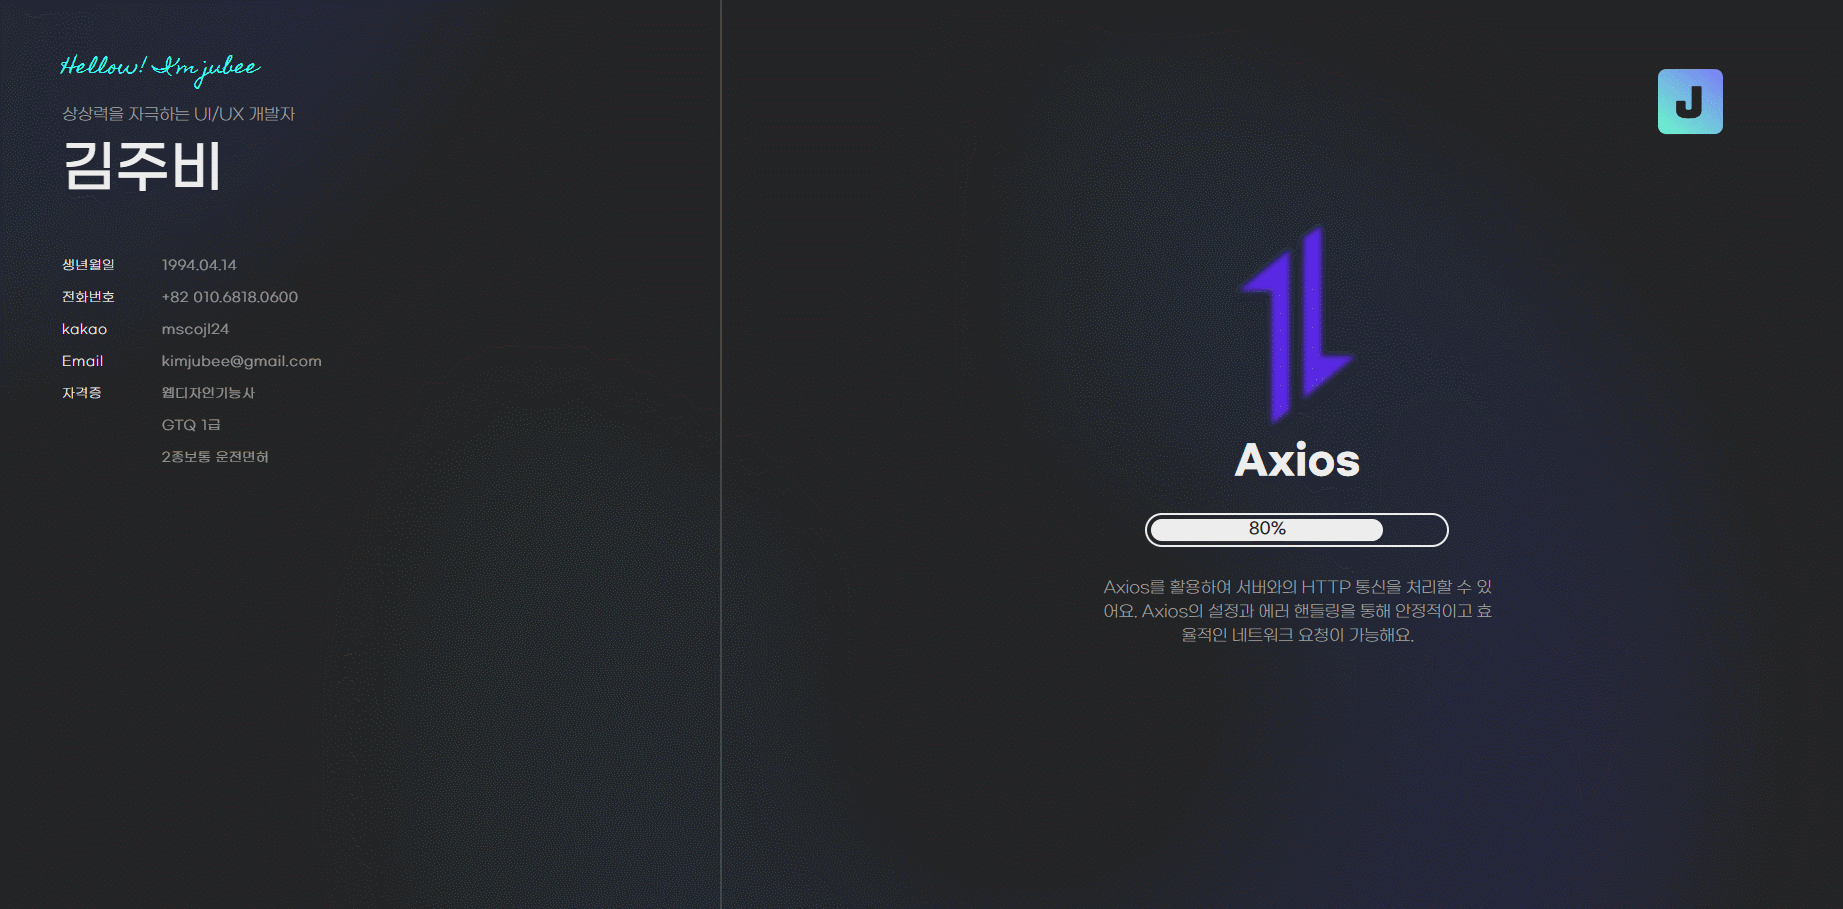 Hellow! I'm jubee
상상력을 자극하는 UI/UX 개발자
김주비
생년월일 1994.04.14
전화번호 +82 010.6818.0600
kakao mscojl24
Email kimjubee@gmail.com
자격증 웹디자인기능사
GTQ 1급
2종보통 운전면허
J
Axios
80%
Axios를 활용하여 서버와의 HTTP 통신을 처리할 수 있
어요. Axios의 설정과 에러 핸들링을 통해 안정적이고 효
율적인 네트워크 요청이 가능해요.